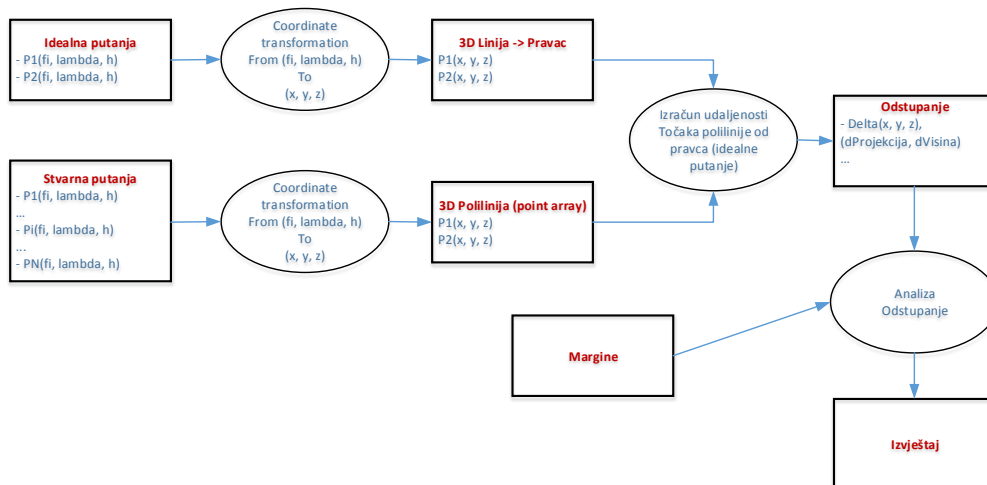 Idealna putanja
- P1(fi, lambda, h)
- P2(fi, lambda, h)
Coordinate
transformation
From (fi, lambda, h)
To
(x, y, z)
3D Linija -> Pravac
P1(x, y, z)
P2(x, y, z)
Izračun udaljenosti
Točaka polilinije od
pravca (idealne
putanje)
Odstupanje
- Delta(x, y, z),
(dProjekcija, dVisina)
...
Stvarna putanja
- P1(fi, lambda, h)
...
- Pi(fi, lambda, h)
...
- PN(fi, lambda, h)
Coordinate
transformation
From (fi, lambda, h)
To
(x, y, z)
3D Polilinija (point array)
P1(x, y, z)
P2(x, y, z)
Analiza
Odstupanje
Margine
Izvještaj